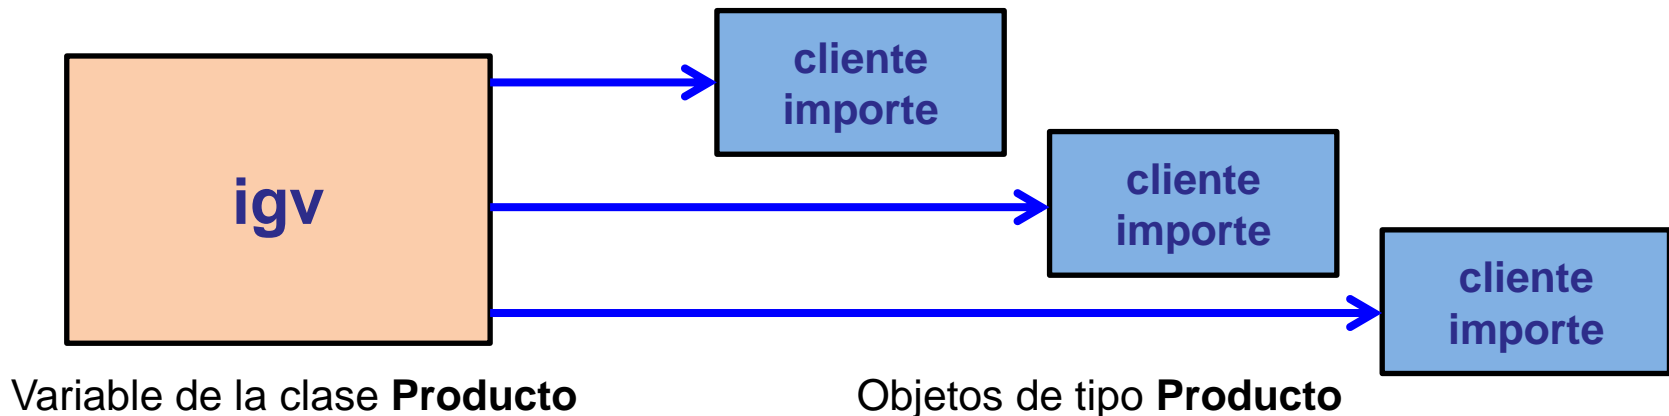 igv
cliente
importe
cliente
importe
cliente
importe
Variable de la clase Producto
Objetos de tipo Producto